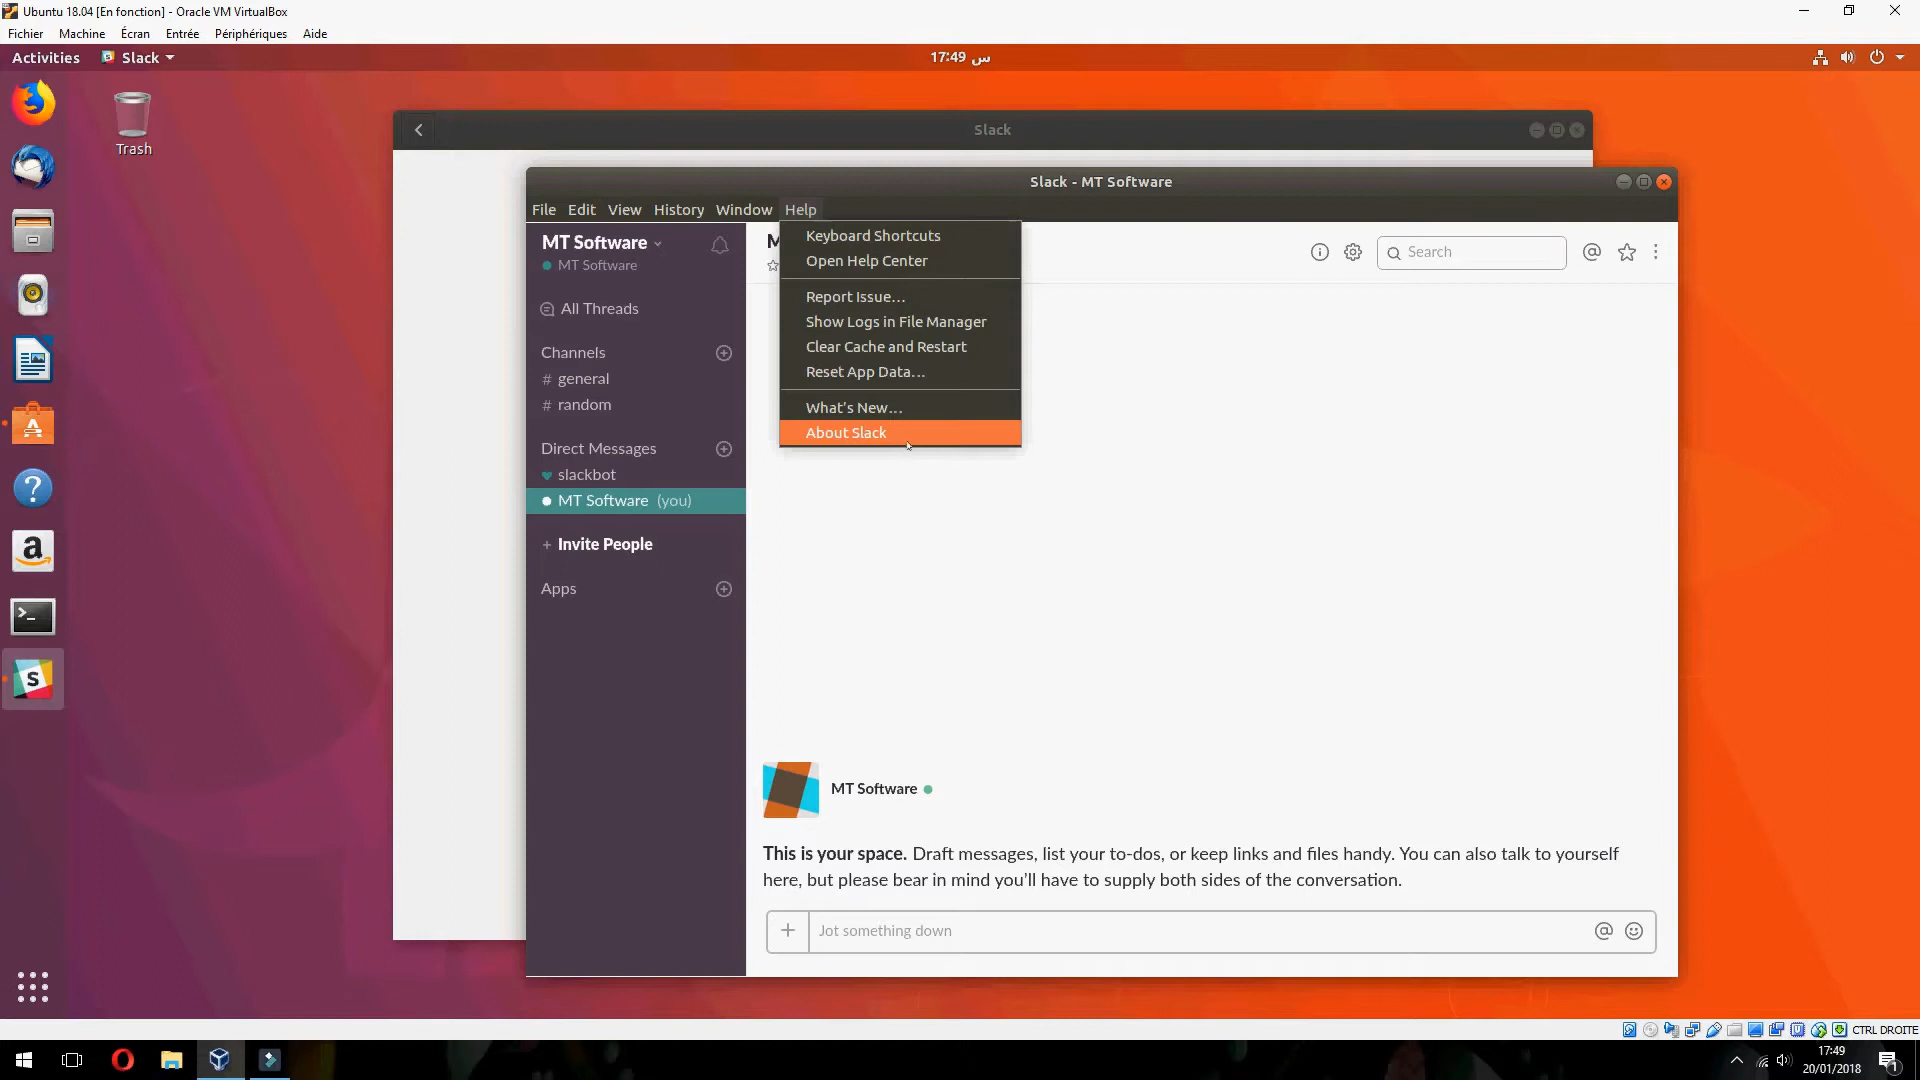 Ubuntu 18.04 [En fonction] - Oracle VM VirtualBox
Fichier Machine Écran Entrée Périphériques Aide
Activities Slack 17:49 س
Trash
Slack
Slack - MT Software
File Edit View History Window Help
MT Software
MT Software
All Threads
Channels
# general
# random
Direct Messages
slackbot
MT Software (you)
+ Invite People
Apps
Keyboard Shortcuts
Open Help Center
Report Issue...
Show Logs in File Manager
Clear Cache and Restart
Reset App Data...
What's New...
About Slack
M
Search
MT Software
This is your space. Draft messages, list your to-dos, or keep links and files handy. You can also talk to yourself
here, but please bear in mind you'll have to supply both sides of the conversation.
Jot something down
CTRL DROITE
17:49
20/01/2018
1